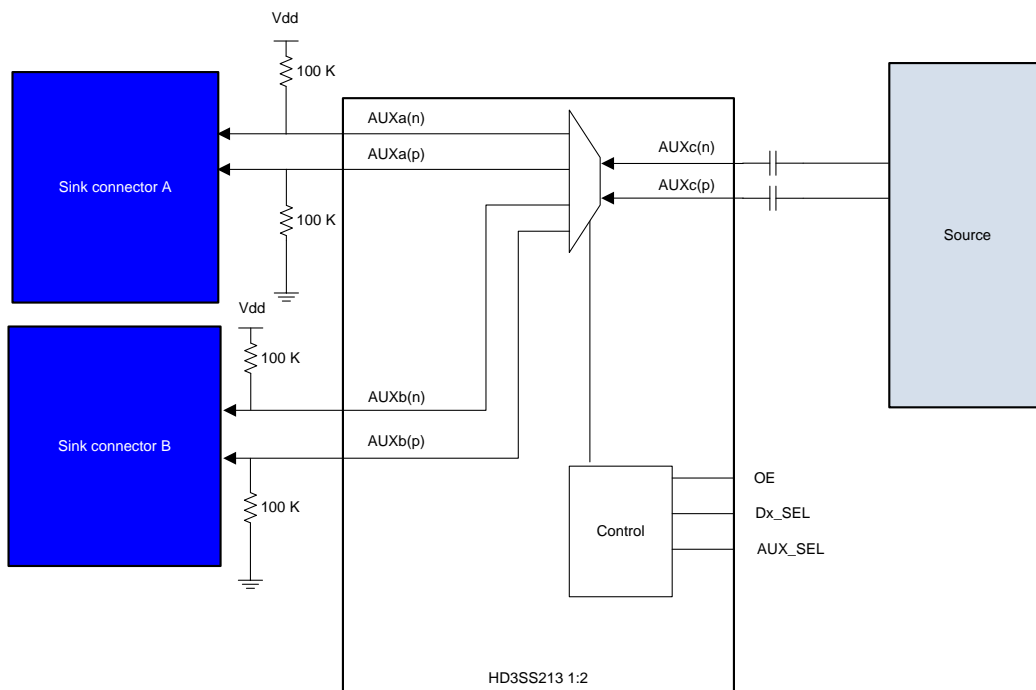 Vdd
100 K
AUXa(n)
AUXa(p)
Sink connector A
100 K
AUXc(n)
AUXc(p)
Source
Vdd
100 K
AUXb(n)
AUXb(p)
Sink connector B
100 K
Control
OE
Dx_SEL
AUX_SEL
HD3SS213 1:2